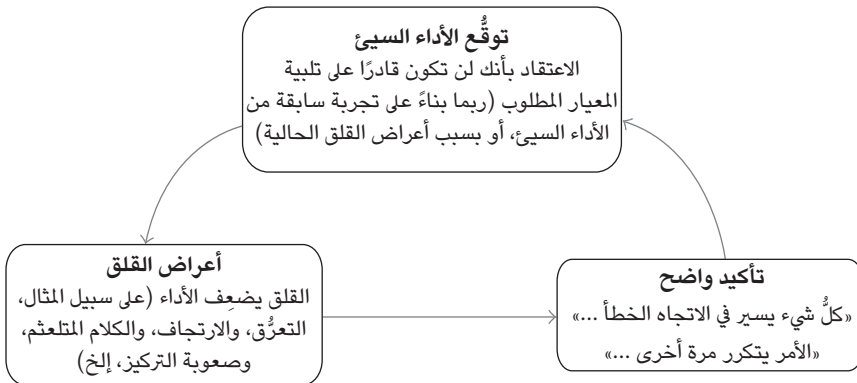 توقُّع الأداء السيئ
الاعتقاد بأنك لن تكون قادرًا على تلبية
المعيار المطلوب (ربما بناءً على تجربة سابقة من
الأداء السيئ، أو بسبب أعراض القلق الحالية)
أعراض القلق
القلق يضعِف الأداء (على سبيل المثال،
التعرُّق، والارتجاف، والكلام المتلعثم،
وصعوبة التركيز، إلخ)
تأكيد واضح
«كلُّ شيء يسير في الاتجاه الخطأ ...»
«الأمر يتكرر مرة أخرى ...»